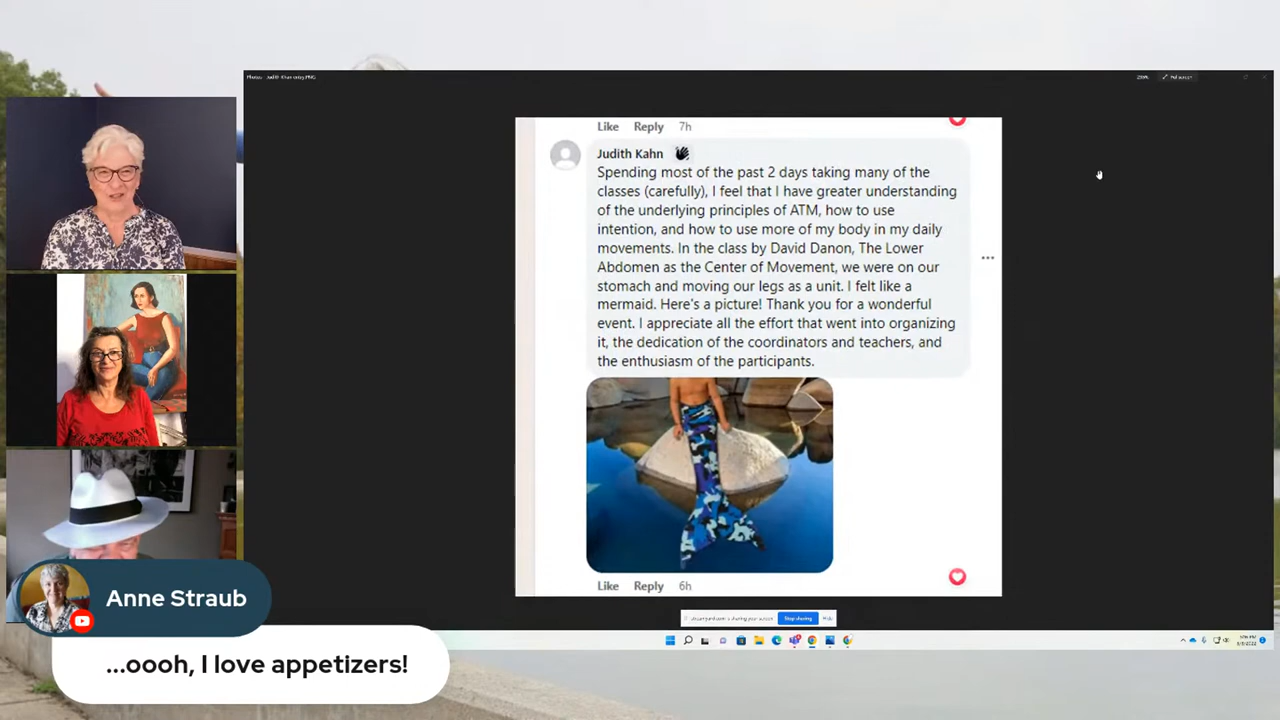 Full screen
Like Reply 7h
Judith Kahn
Spending most of the past 2 days taking many of the
classes (carefully), I feel that I have greater understanding
of the underlying principles of ATM, how to use
intention, and how to use more of my body in my daily
movements. In the class by David Danon, The Lower
Abdomen as the Center of Movement, we were on our
stomach and moving our legs as a unit. I felt like a
mermaid. Here's a picture! Thank you for a wonderful
event. I appreciate all the effort that went into organizing
it, the dedication of the coordinators and teachers, and
the enthusiasm of the participants.
Like Reply 6h
Stop sharing Hide
Anne Straub
...oooh, I love appetizers!